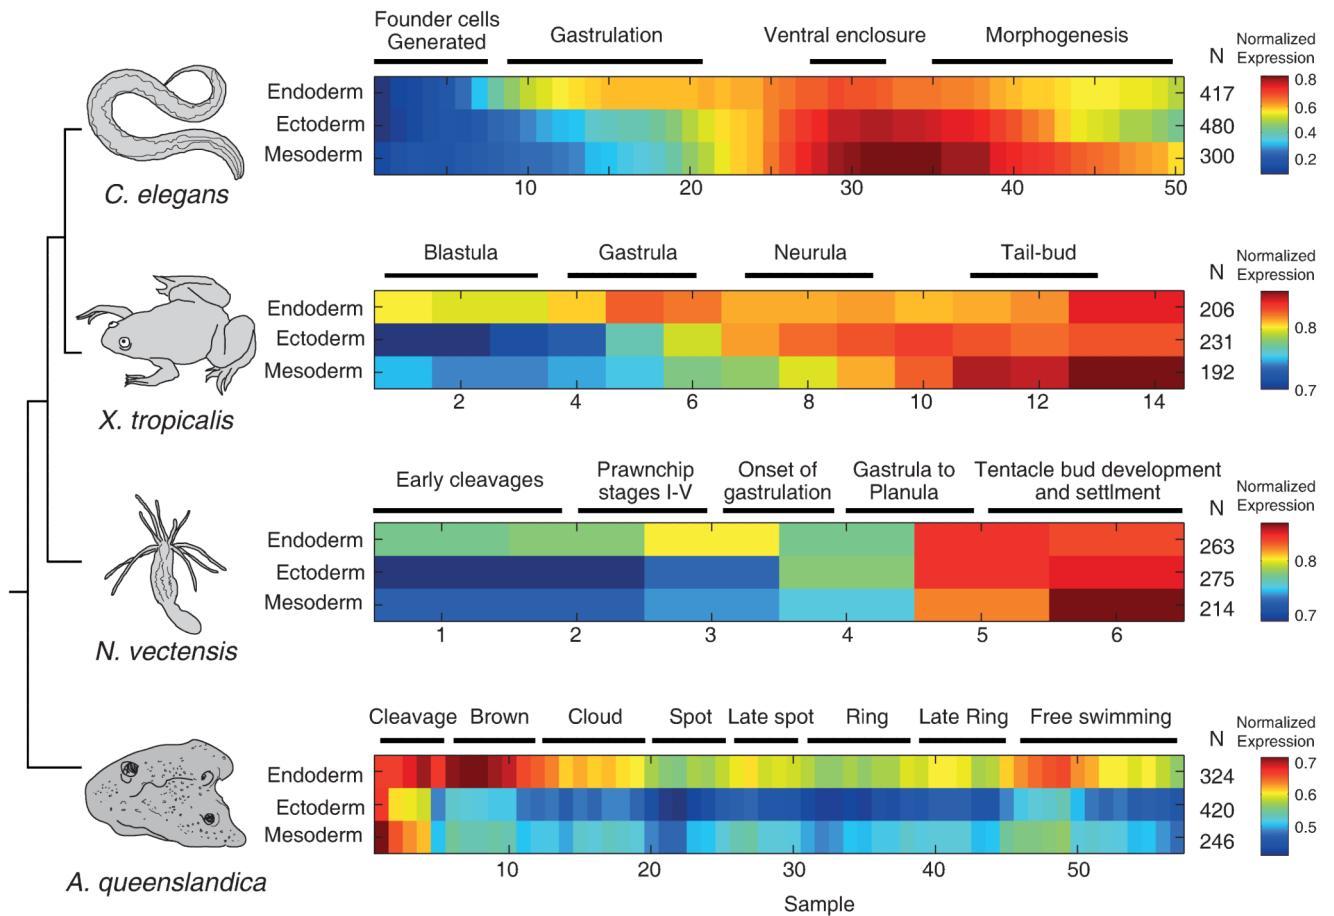 Founder cells
Generated
Gastrulation
Ventral enclosure
Morphogenesis
N
Normalized
Expression
Endoderm
417
Ectoderm
480
Mesoderm
300
0.8
0.6
0.4
0.2
10
20
30
40
50
C. elegans
Blastula
Gastrula
Neurula
Tail-bud
N
Normalized
Expression
Endoderm
206
Ectoderm
231
Mesoderm
192
0.8
0.7
2
4
6
8
10
12
14
X. tropicalis
Early cleavages
Prawnchip
stages I-V
Onset of
gastrulation
Gastrula to
Planula
Tentacle bud development
and settlment
N
Normalized
Expression
Endoderm
263
Ectoderm
275
Mesoderm
214
0.8
0.7
1
2
3
4
5
6
N. vectensis
Cleavage
Brown
Cloud
Spot
Late spot
Ring
Late Ring
Free swimming
N
Normalized
Expression
Endoderm
324
Ectoderm
420
Mesoderm
246
0.7
0.6
0.5
10
20
30
40
50
A. queenslandica
Sample